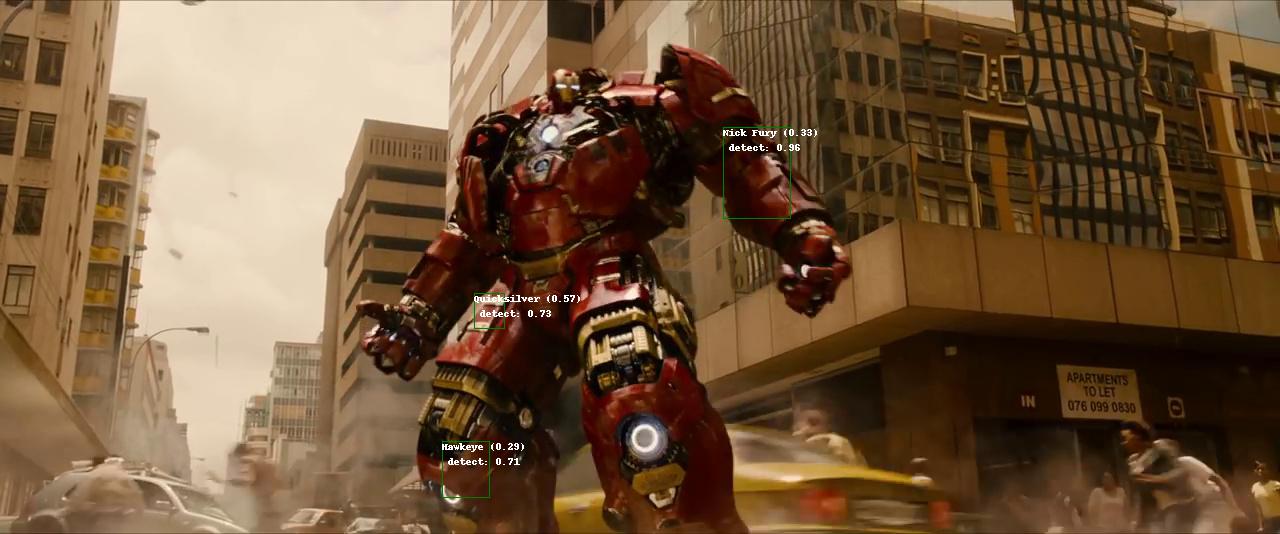 Nick Fury (0.33)
detect: 0.96
Quicksilver (0.57)
detect: 0.73
APARTMENTS
TO LET
076 099 0830
IN
Hawkeye (0.29)
detect: 0.71